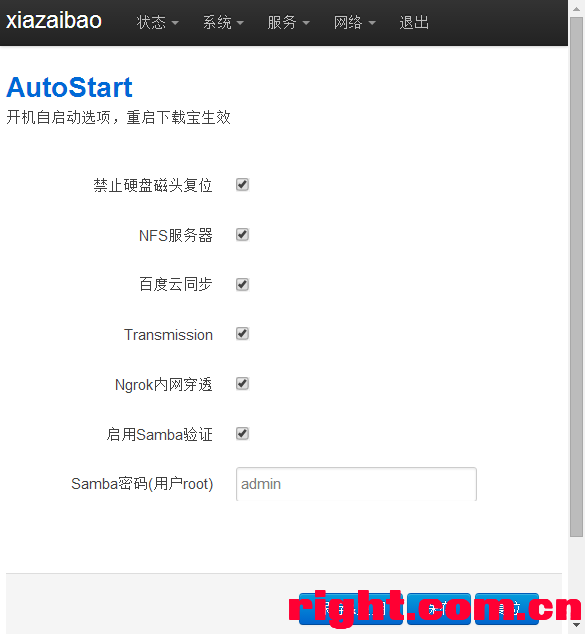 xiazaibao 状态 系统 服务 网络 退出
AutoStart
开机自启动选项，重启下载宝生效
禁止硬盘磁头复位
NFS服务器
百度云同步
Transmission
Ngrok内网穿透
启用Samba验证
Samba密码(用户root)
admin
right.com.cn